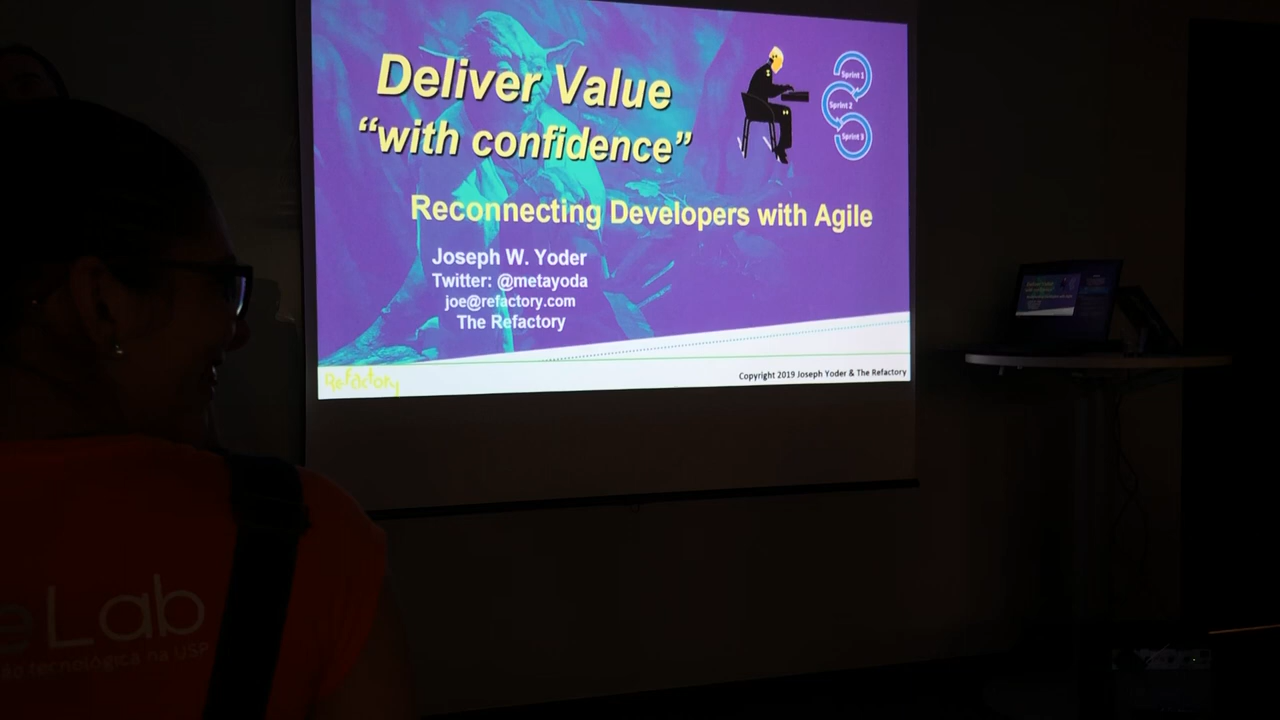 Deliver Value
“with confidence”
Sprint 1
Sprint 2
Sprint 3
Reconnecting Developers with Agile
Joseph W. Yoder
Twitter: @metayoda
joe@refactory.com
The Refactory
Refactory
Copyright 2019 Joseph Yoder & The Refactory
eLab
tecnológica na USP